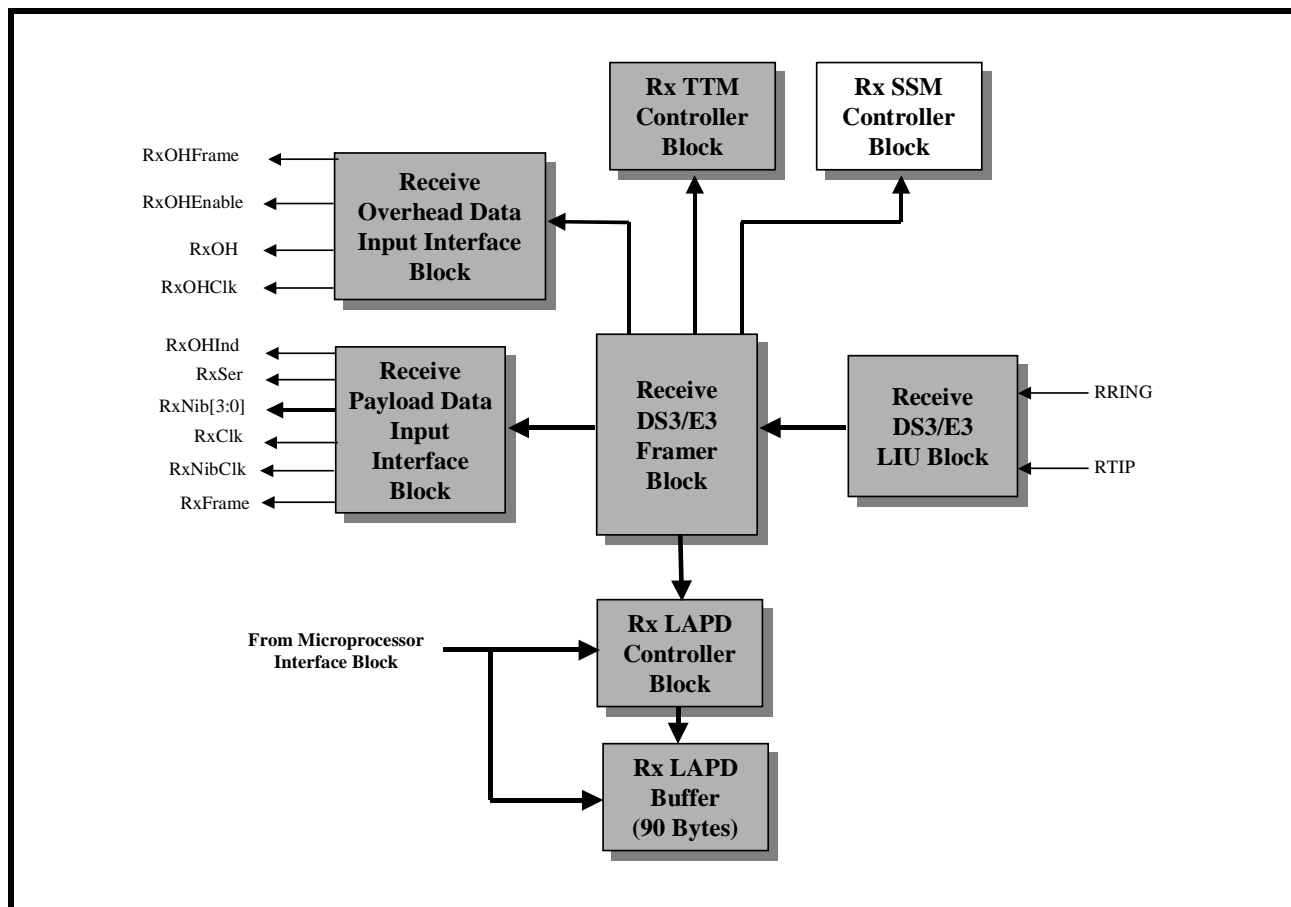 Rx TTM
Controller
Block
Rx SSM
Controller
Block
RxOHFrame
RxOHEnable
RxOH
RxOHClk
Receive
Overhead Data
Input Interface
Block
RxOHInd
RxSer
RxNib[3:0]
RxClk
RxNibClk
RxFrame
Receive
Payload Data
Input
Interface
Block
Receive
DS3/E3
Framer
Block
Receive
DS3/E3
LIU Block
RRING
RTIP
From Microprocessor
Interface Block
Rx LAPD
Controller
Block
Rx LAPD
Buffer
(90 Bytes)